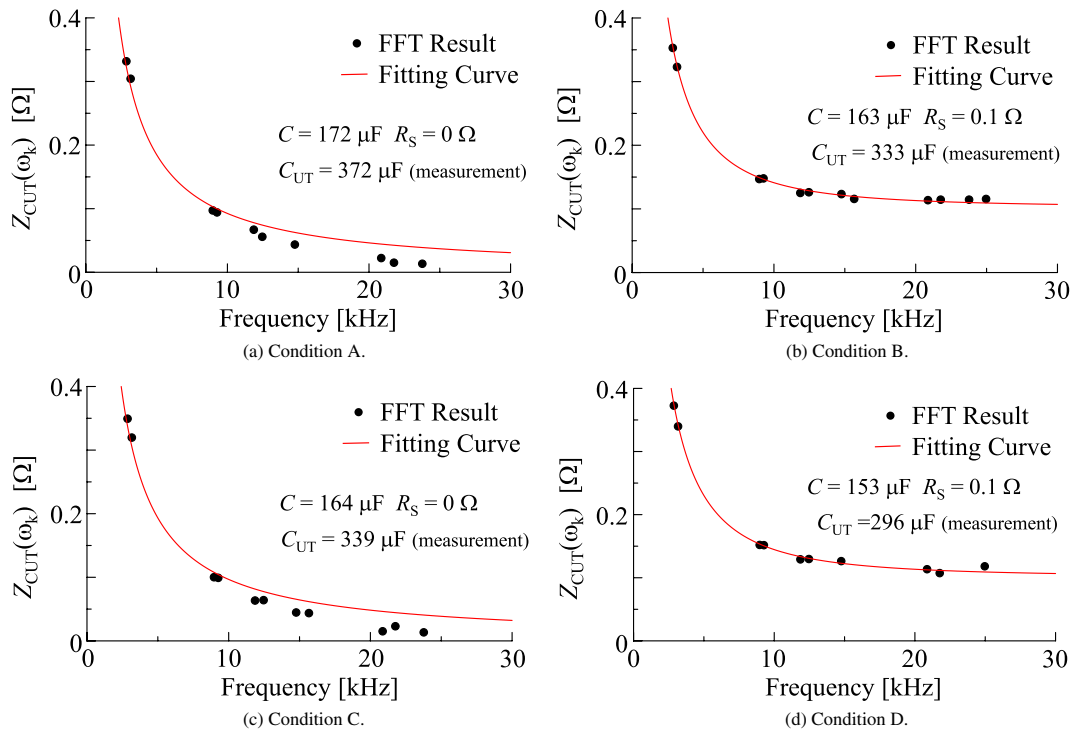 0.4
0.2
0
Z_CUT(ω_k) [Ω]
FFT Result
Fitting Curve
C = 172 μF R_S = 0 Ω
C_UT = 372 μF (measurement)
0 10 20 30
Frequency [kHz]
(a) Condition A.
0.4
0.2
0
Z_CUT(ω_k) [Ω]
FFT Result
Fitting Curve
C = 163 μF R_S = 0.1 Ω
C_UT = 333 μF (measurement)
0 10 20 30
Frequency [kHz]
(b) Condition B.
0.4
0.2
0
Z_CUT(ω_k) [Ω]
FFT Result
Fitting Curve
C = 164 μF R_S = 0 Ω
C_UT = 339 μF (measurement)
0 10 20 30
Frequency [kHz]
(c) Condition C.
0.4
0.2
0
Z_CUT(ω_k) [Ω]
FFT Result
Fitting Curve
C = 153 μF R_S = 0.1 Ω
C_UT =296 μF (measurement)
0 10 20 30
Frequency [kHz]
(d) Condition D.